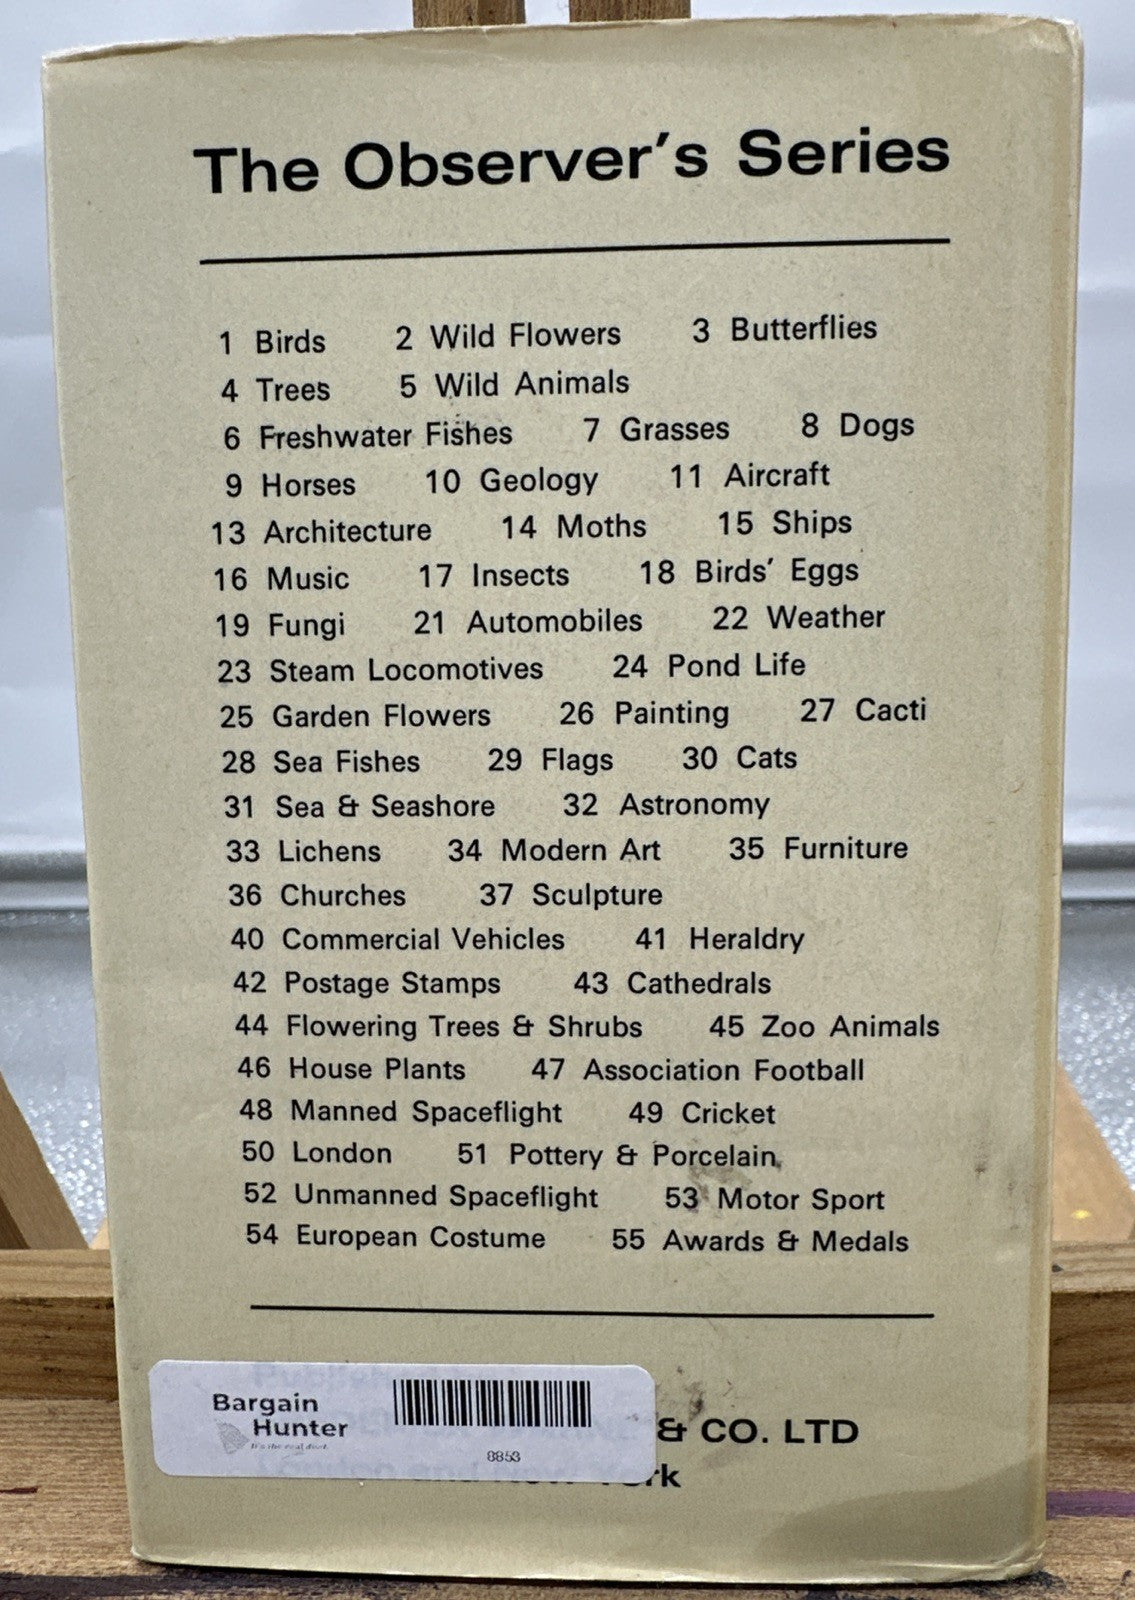 The Observer's Series
1 Birds 2 Wild Flowers 3 Butterflies
4 Trees 5 Wild Animals
6 Freshwater Fishes 7 Grasses 8 Dogs
9 Horses 10 Geology 11 Aircraft
13 Architecture 14 Moths 15 Ships
16 Music 17 Insects 18 Birds' Eggs
19 Fungi 21 Automobiles 22 Weather
23 Steam Locomotives 24 Pond Life
25 Garden Flowers 26 Painting 27 Cacti
28 Sea Fishes 29 Flags 30 Cats
31 Sea & Seashore 32 Astronomy
33 Lichens 34 Modern Art 35 Furniture
36 Churches 37 Sculpture
40 Commercial Vehicles 41 Heraldry
42 Postage Stamps 43 Cathedrals
44 Flowering Trees & Shrubs 45 Zoo Animals
46 House Plants 47 Association Football
48 Manned Spaceflight 49 Cricket
50 London 51 Pottery & Porcelain
52 Unmanned Spaceflight 53 Motor Sport
54 European Costume 55 Awards & Medals
Bargain
Hunter
8853
& CO. LTD